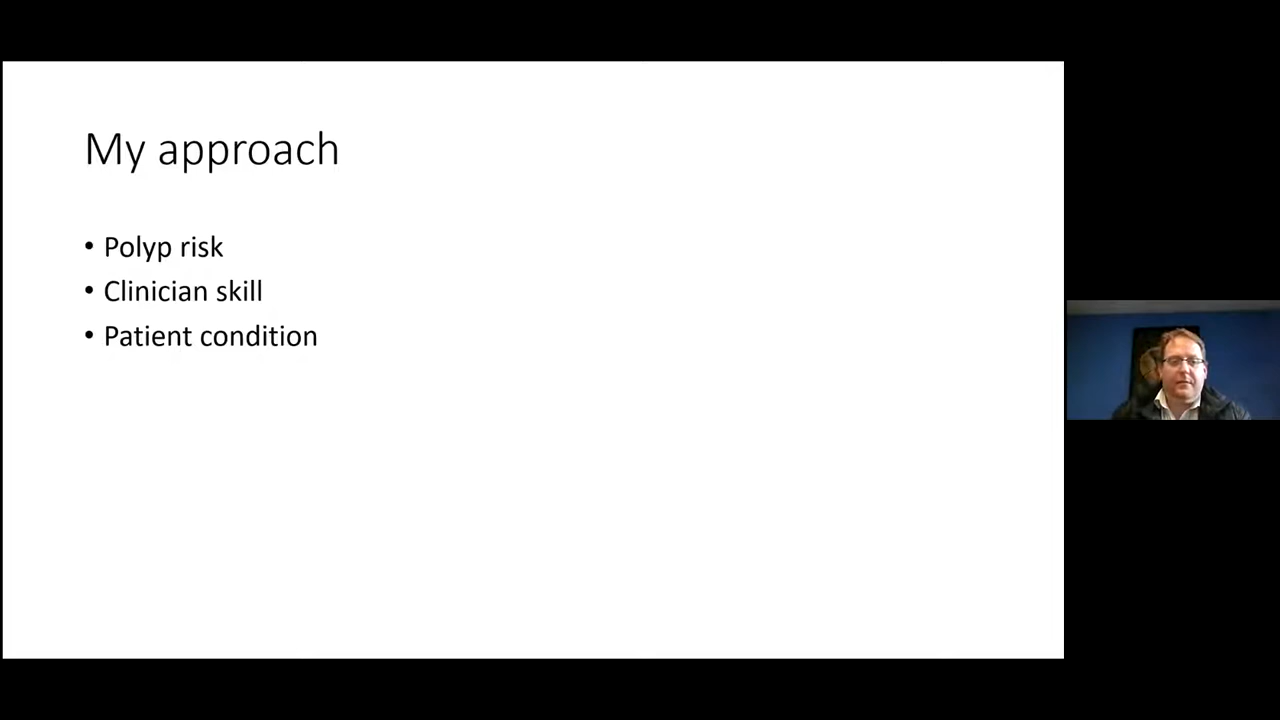 My approach
• Polyp risk
• Clinician skill
• Patient condition